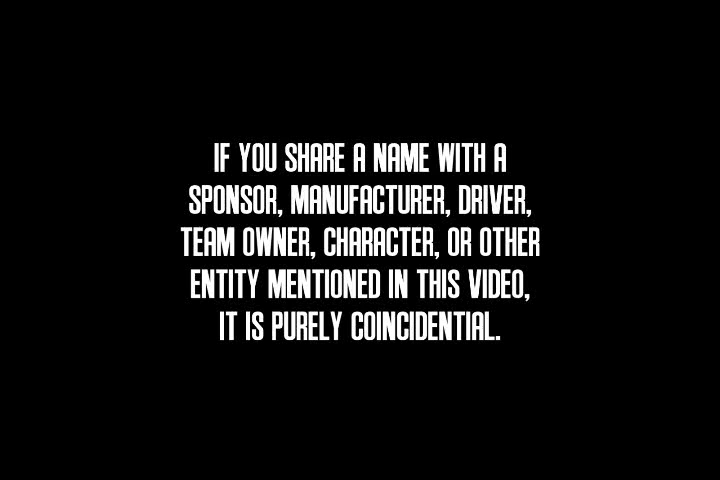 IF YOU SHARE A NAME WITH A
SPONSOR, MANUFACTURER, DRIVER,
TEAM OWNER, CHARACTER, OR OTHER
ENTITY MENTIONED IN THIS VIDEO,
IT IS PURELY COINCIDENTIAL.